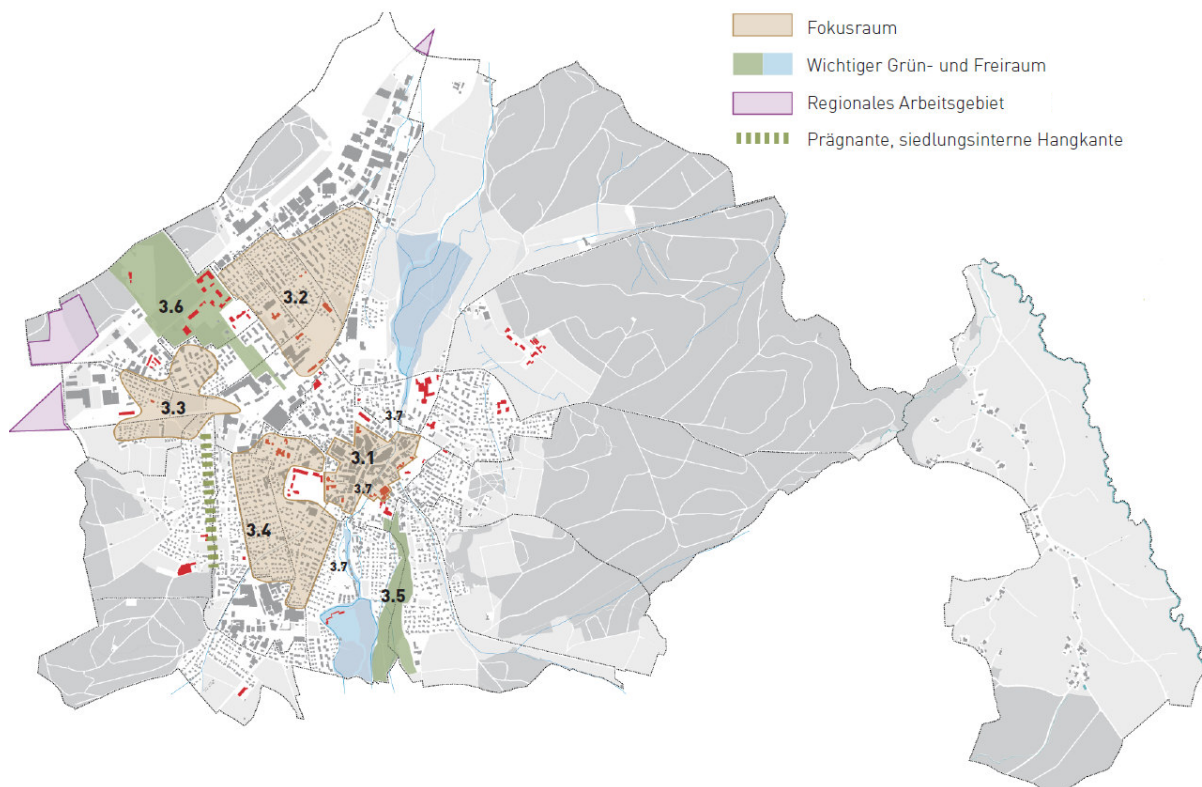 Fokusraum
Wichtiger Grün- und Freiraum
Regionales Arbeitsgebiet
Prägnante, siedlungsinterne Hangkante
3.6
3.2
3.3
3.7
3.1
3.7
3.4
3.7
3.5